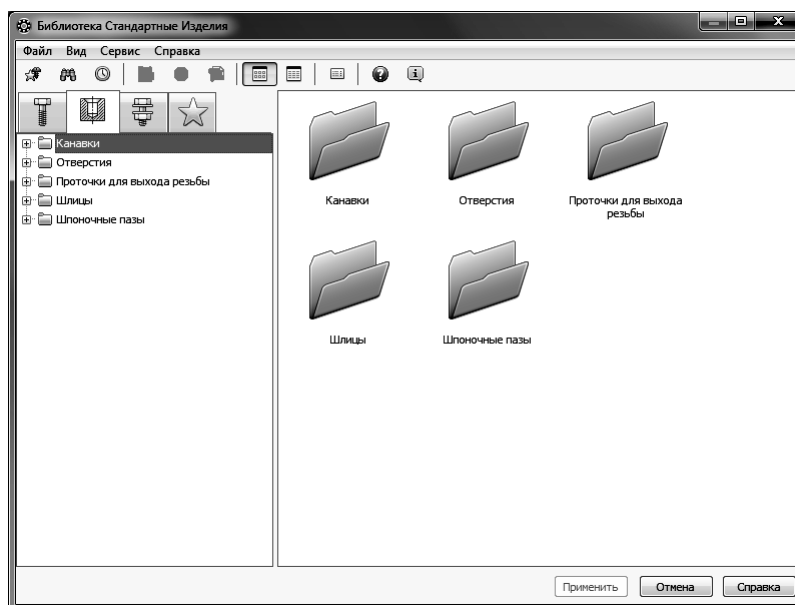 Библиотека Стандартные Изделия
Файл Вид Сервис Справка
Канавки
Отверстия
Проточки для выхода резьбы
Шлицы
Шпоночные пазы
Канавки
Отверстия
Проточки для выхода
резьбы
Шлицы
Шпоночные пазы
Применить Отмена Справка